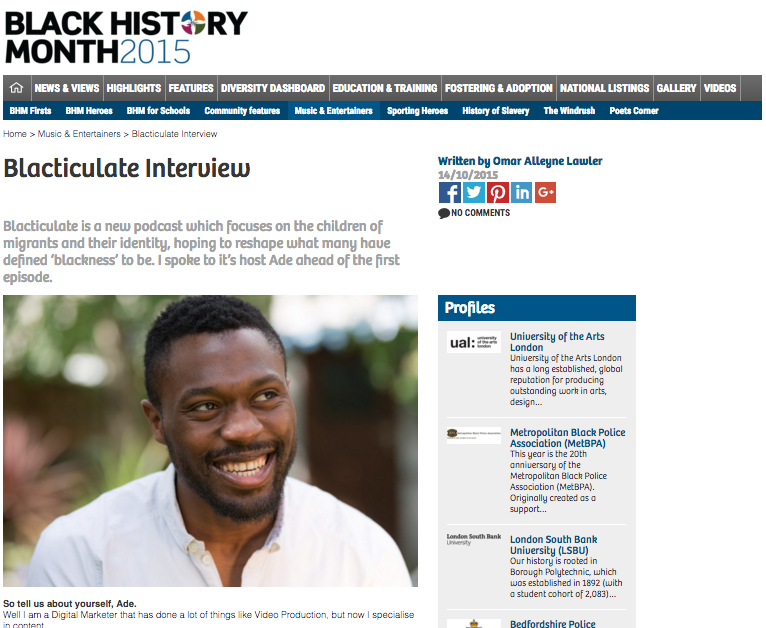 BLACK HISTORY
MONTH2015
NEWS & VIEWS HIGHLIGHTS FEATURES DIVERSITY DASHBOARD EDUCATION & TRAINING FOSTERING & ADOPTION NATIONAL LISTINGS GALLERY VIDEOS
BHM Firsts BHM Heroes BHM for Schools Community features Music & Entertainers Sporting Heroes History of Slavery The Windrush Poets Corner
Home > Music & Entertainers > Blacticulate Interview
Blacticulate Interview
Blacticulate is a new podcast which focuses on the children of
migrants and their identity, hoping to reshape what many have
defined ‘blackness’ to be. I spoke to it’s host Ade ahead of the first
episode.
So tell us about yourself, Ade.
Well I am a Digital Marketer that has done a lot of things like Video Production, but now I specialise
in content
Written by Omar Alleyne Lawler
14/10/2015
NO COMMENTS
Profiles
ual: university
of the arts
london
University of the Arts
London
University of the Arts London
has a long established, global
reputation for producing
outstanding work in arts,
design...
Metropolitan Black Police
Association (MetBPA)
This year is the 20th
anniversary of the
Metropolitan Black Police
Association (MetBPA).
Originally created as a
support...
London South Bank
University
London South Bank
University (LSBU)
Our history is rooted in
Borough Polytechnic, which
was established in 1892 (with
a student cohort of 2,083)...
Bedfordshire Police